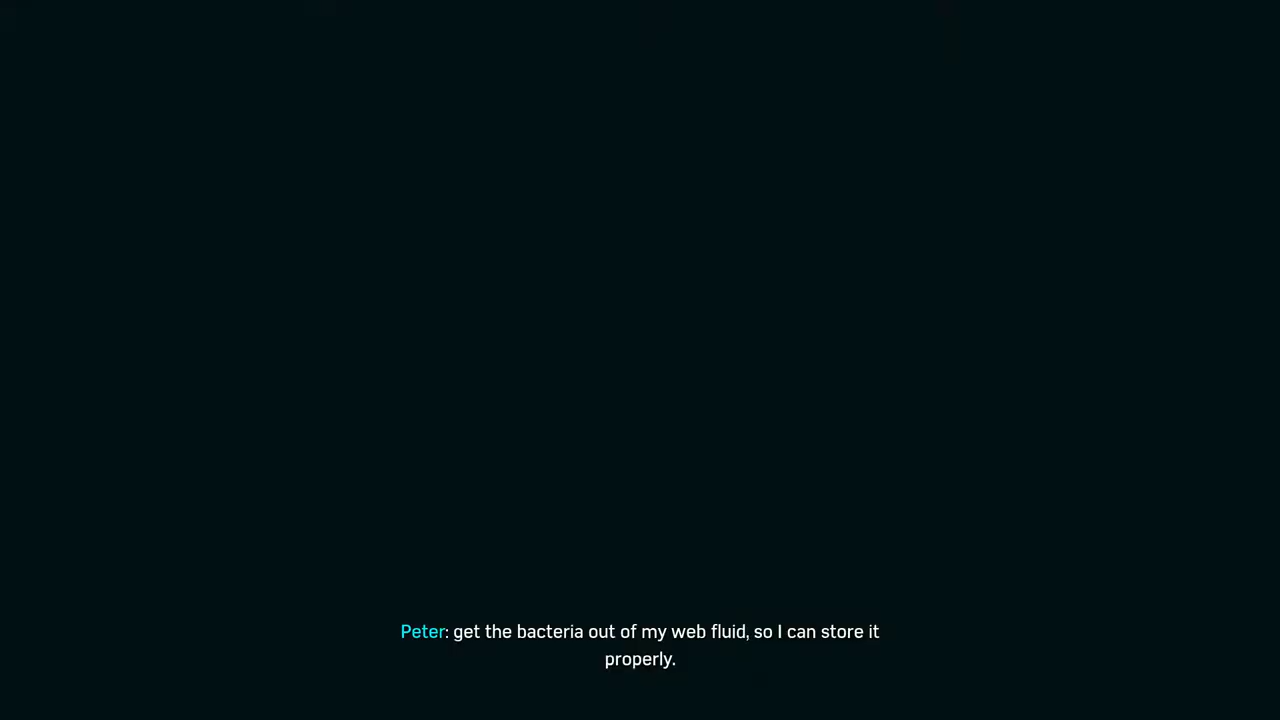 Peter: get the bacteria out of my web fluid, so I can store it
properly.